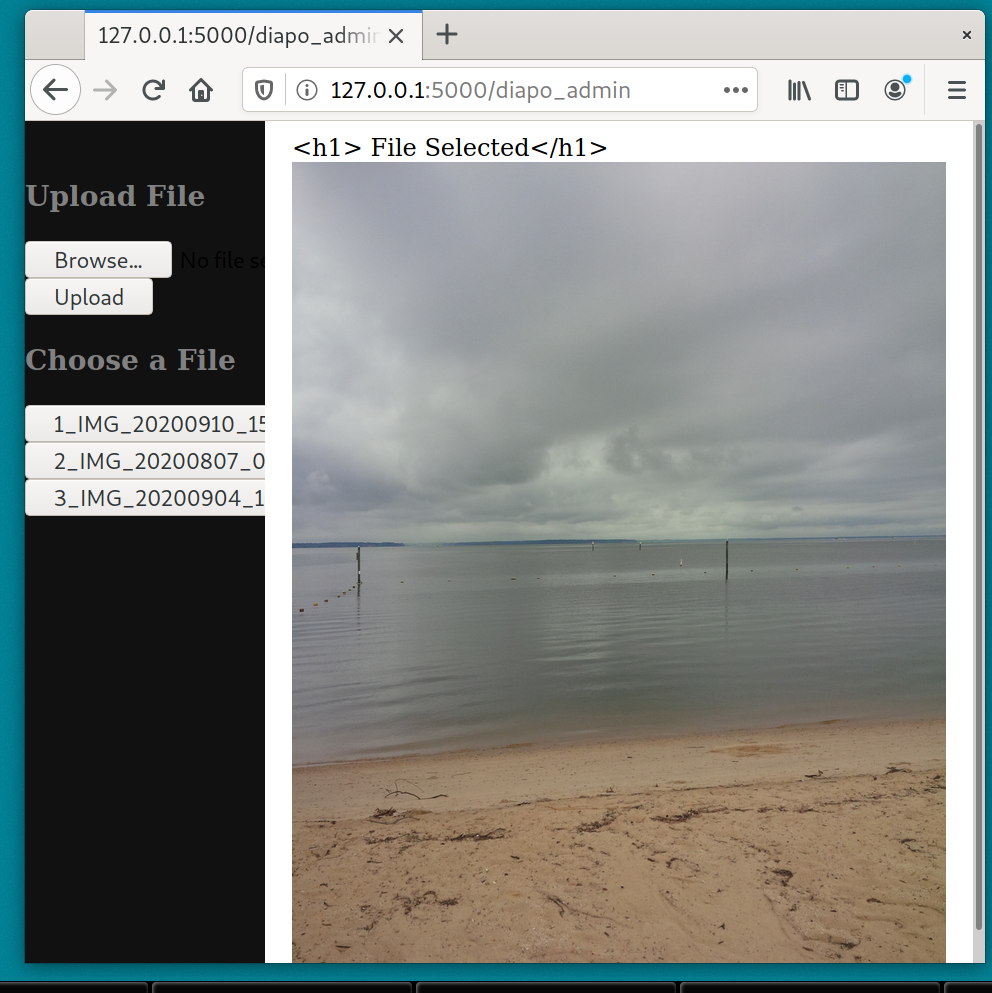 127.0.0.1:5000/diapo_admin
127.0.0.1:5000/diapo_admin
<h1> File Selected</h1>
Upload File
Browse... No file se
Upload
Choose a File
1_IMG_20200910_15
2_IMG_20200807_0
3_IMG_20200904_1